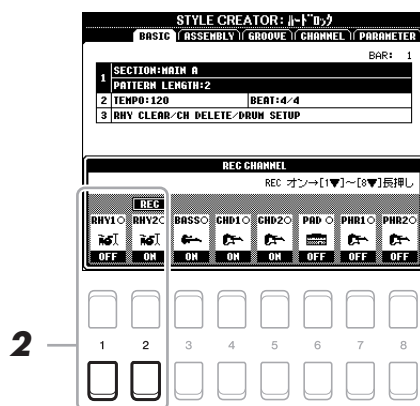 STYLE CREATOR: ﾊｰﾄﾞﾛｯｸ
BASIC ASSEMBLY GROOVE CHANNEL PARAMETER
BAR: 1
1 SECTION:MAIN A
PATTERN LENGTH:2
2 TEMPO:120 BEAT:4/4
3 RHY CLEAR/CH DELETE/DRUM SETUP
REC CHANNEL
REC オン→[1▼]～[8▼]長押し
REC
RHY1 RHY2 BASS CHD1 CHD2 PAD PHR1 PHR2
OFF ON ON ON ON OFF OFF OFF
2
1 2 3 4 5 6 7 8